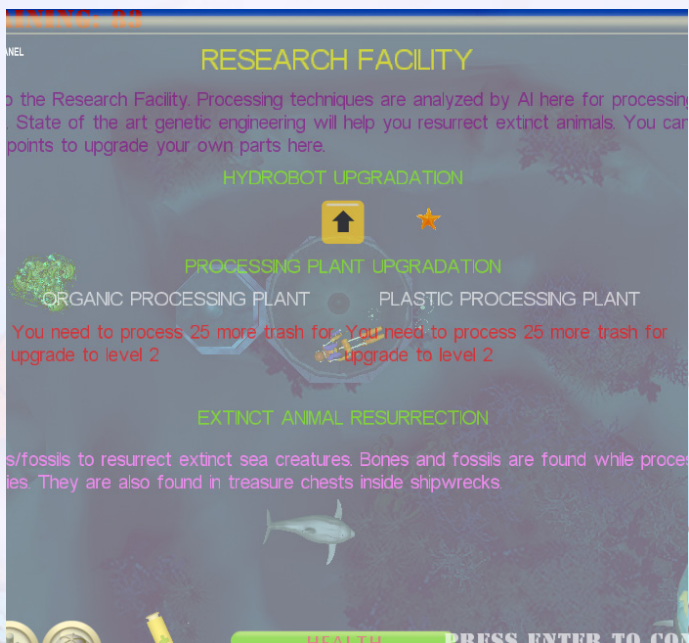 AINING: 92
ANEL
RESEARCH FACILITY
o the Research Facility. Processing techniques are analyzed by AI here for processing
. State of the art genetic engineering will help you resurrect extinct animals. You can
points to upgrade your own parts here.
HYDROBOT UPGRADATION
PROCESSING PLANT UPGRADATION
ORGANIC PROCESSING PLANT PLASTIC PROCESSING PLANT
You need to process 25 more trash for You need to process 25 more trash for
upgrade to level 2 upgrade to level 2
EXTINCT ANIMAL RESURRECTION
s/fossils to resurrect extinct sea creatures. Bones and fossils are found while proces
ies. They are also found in treasure chests inside shipwrecks.
HEALTH PRESS ENTER TO CO